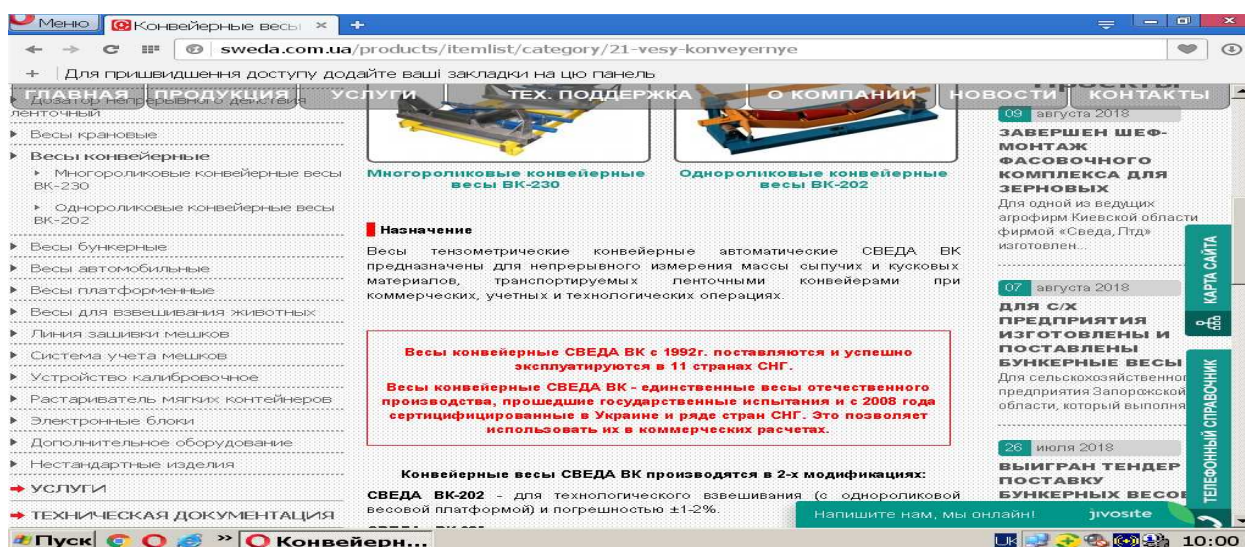 Меню
Конвейерные весы
sweda.com.ua/products/itemlist/category/21-vesy-konveyernye
Для пришвидшення доступу додайте ваші закладки на цю панель
ГЛАВНАЯ ПРОДУКЦИЯ УСЛУГИ ТЕХ. ПОДДЕРЖКА О КОМПАНИИ НОВОСТИ КОНТАКТЫ
Дозатор непрерывного действия
ленточный
Весы крановые
Весы конвейерные
Многороликовые конвейерные весы
ВК-230
Однороликовые конвейерные весы
ВК-202
Весы бункерные
Весы автомобильные
Весы платформенные
Весы для взвешивания животных
Линия зашивки мешков
Система учета мешков
Устройство калибровочное
Растариватель мягких контейнеров
Электронные блоки
Дополнительное оборудование
Нестандартные изделия
УСЛУГИ
ТЕХНИЧЕСКАЯ ДОКУМЕНТАЦИЯ
Многороликовые конвейерные
весы ВК-230
Однороликовые конвейерные
весы ВК-202
Назначение
Весы тензометрические конвейерные автоматические СВЕДА ВК
предназначены для непрерывного измерения массы сыпучих и кусковых
материалов, транспортируемых ленточными конвейерами при
коммерческих, учетных и технологических операциях.
Весы конвейерные СВЕДА ВК с 1992г. поставляются и успешно
эксплуатируются в 11 странах СНГ.
Весы конвейерные СВЕДА ВК - единственные весы отечественного
производства, прошедшие государственные испытания и с 2008 года
сертифицифицированные в Украине и ряде стран СНГ. Это позволяет
использовать их в коммерческих расчетах.
Конвейерные весы СВЕДА ВК производятся в 2-х модификациях:
СВЕДА ВК-202 - для технологического взвешивания (с однороликовой
весовой платформой) и погрешностью ±1-2%.
09 августа 2018
ЗАВЕРШЕН ШЕФ-
МОНТАЖ
ФАСОВОЧНОГО
КОМПЛЕКСА ДЛЯ
ЗЕРНОВЫХ
Для одной из ведущих
агрофирм Киевской области
фирмой «Сведа, Лтд»
изготовлен...
07 августа 2018
ДЛЯ С/Х
ПРЕДПРИЯТИЯ
ИЗГОТОВЛЕНЫ И
ПОСТАВЛЕНЫ
БУНКЕРНЫЕ ВЕСЫ
Для сельскохозяйственног
предприятия Запорожской
области, который выполня
26 июля 2018
ВЫИГРАН ТЕНДЕР
ПОСТАВКУ
БУНКЕРНЫХ ВЕСОВ
КАРТА САЙТА
ТЕЛЕФОННЫЙ СПРАВОЧНИК
Напишите нам, мы онлайн! jivosite
Пуск
Конвейерн...
UK
10:00